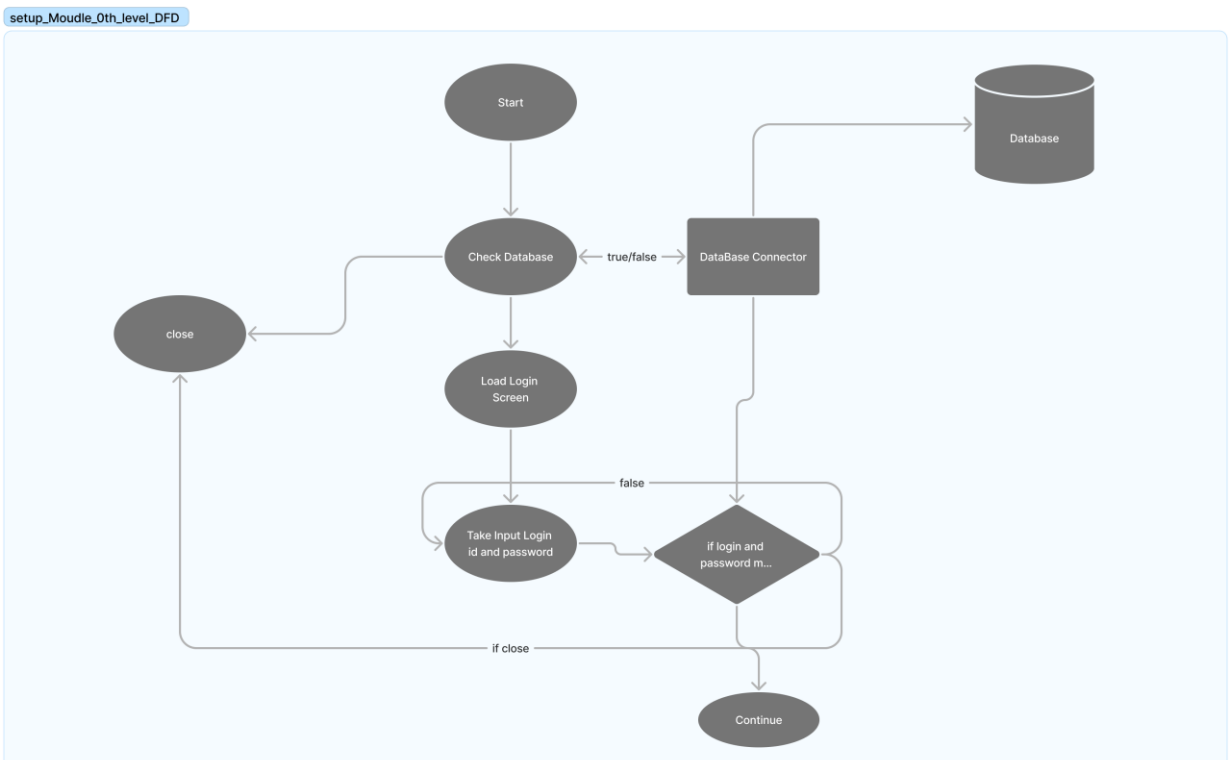 setup_Moudle_0th_level_DFD
Start
Database
Check Database
true/false
DataBase Connector
close
Load Login
Screen
false
Take Input Login
id and password
if login and
password m...
if close
Continue